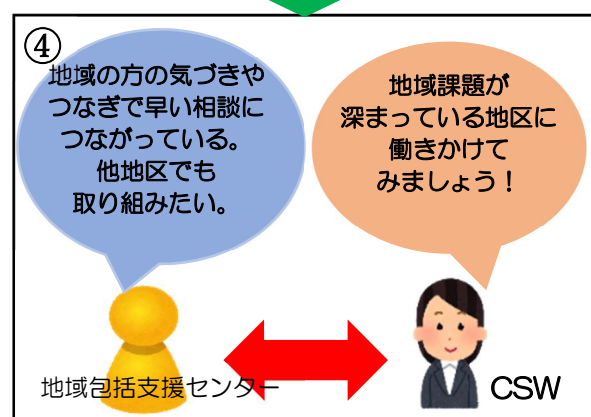 ④
地域の方の気づきや
つなぎで早い相談に
つながっている。
他地区でも
取り組みたい。
地域課題が
深まっている地区に
働きかけて
みましょう！
地域包括支援センター
CSW